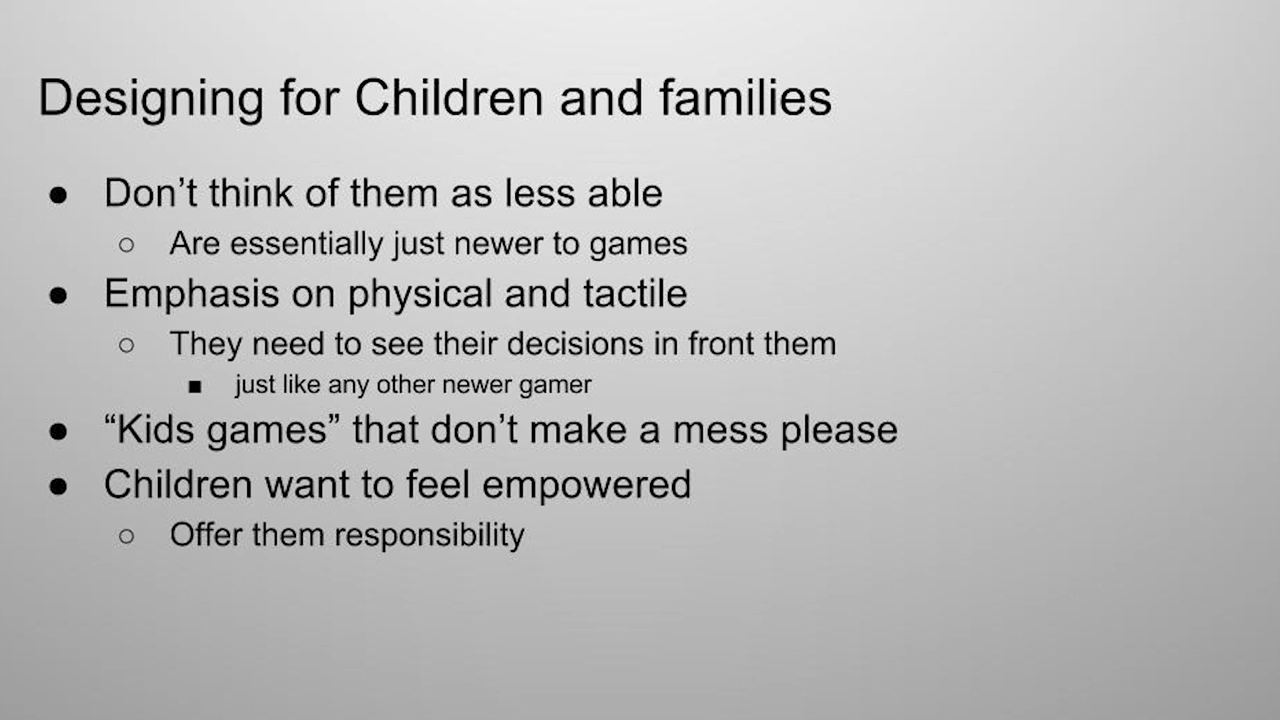 Designing for Children and families
● Don’t think of them as less able
○ Are essentially just newer to games
● Emphasis on physical and tactile
○ They need to see their decisions in front them
■ just like any other newer gamer
● “Kids games” that don’t make a mess please
● Children want to feel empowered
○ Offer them responsibility